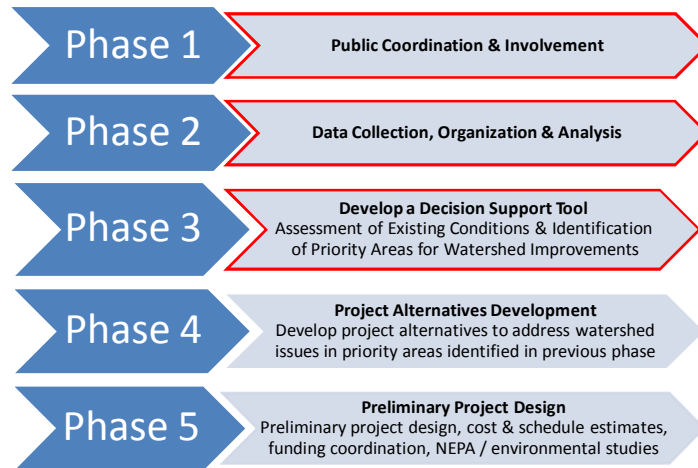 Phase 1
Public Coordination & Involvement
Phase 2
Data Collection, Organization & Analysis
Phase 3
Develop a Decision Support Tool
Assessment of Existing Conditions & Identification
of Priority Areas for Watershed Improvements
Phase 4
Project Alternatives Development
Develop project alternatives to address watershed
issues in priority areas identified in previous phase
Phase 5
Preliminary Project Design
Preliminary project design, cost & schedule estimates,
funding coordination, NEPA / environmental studies